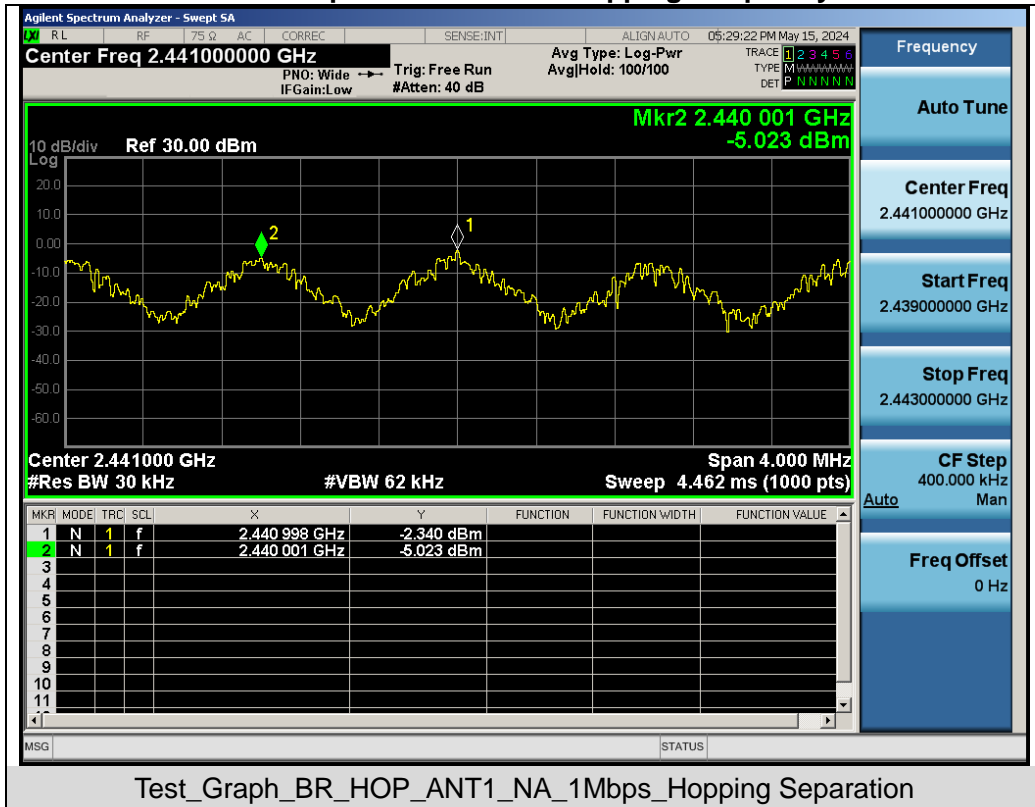 Agilent Spectrum Analyzer - Swept SA
LXI RL RF 75 Ω AC CORREC SENSE:INT ALIGN AUTO 05:29:22 PM May 15, 2024
Center Freq 2.441000000 GHz
PNO: Wide
IFGain:Low
Trig: Free Run
#Atten: 40 dB
Avg Type: Log-Pwr
Avg|Hold: 100/100
TRACE 1 2 3 4 5 6
TYPE M WWWWW
DET P N N N N N
Mkr2 2.440 001 GHz
-5.023 dBm
10 dB/div Ref 30.00 dBm
Log
20.0
10.0
0.00
-10.0
-20.0
-30.0
-40.0
-50.0
-60.0
2
1
Center 2.441000 GHz Span 4.000 MHz
#Res BW 30 kHz #VBW 62 kHz Sweep 4.462 ms (1000 pts)
MKR MODE TRC SCL X Y FUNCTION FUNCTION WIDTH FUNCTION VALUE
1 N 1 f 2.440 998 GHz -2.340 dBm
2 N 1 f 2.440 001 GHz -5.023 dBm
3
4
5
6
7
8
9
10
11
MSG STATUS
Frequency
Auto Tune
Center Freq
2.441000000 GHz
Start Freq
2.439000000 GHz
Stop Freq
2.443000000 GHz
CF Step
400.000 kHz
Auto Man
Freq Offset
0 Hz
Test_Graph_BR_HOP_ANT1_NA_1Mbps_Hopping Separation